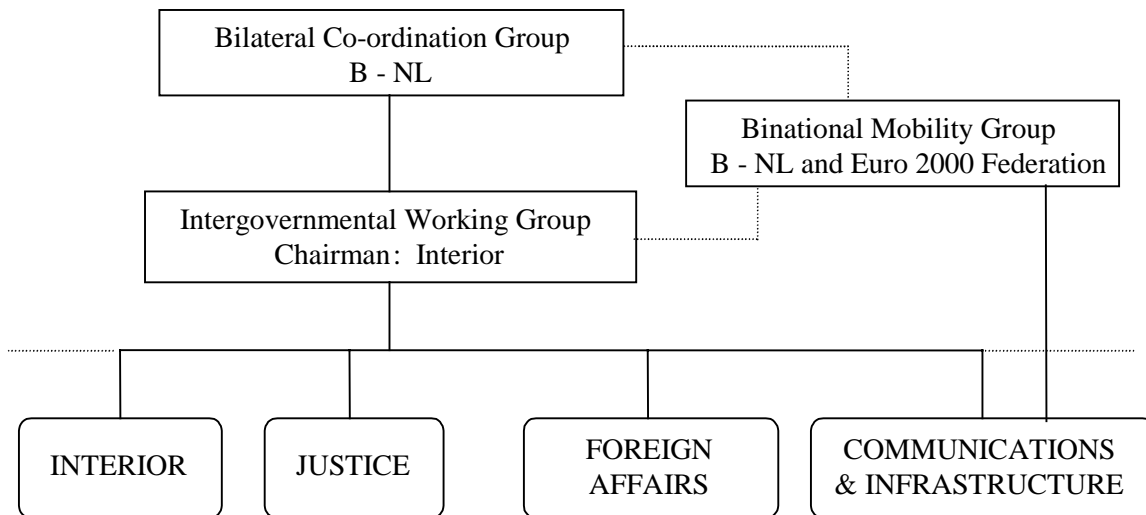 Bilateral Co-ordination Group
B - NL
Binational Mobility Group
B - NL and Euro 2000 Federation
Intergovernmental Working Group
Chairman: Interior
INTERIOR
JUSTICE
FOREIGN
AFFAIRS
COMMUNICATIONS
& INFRASTRUCTURE